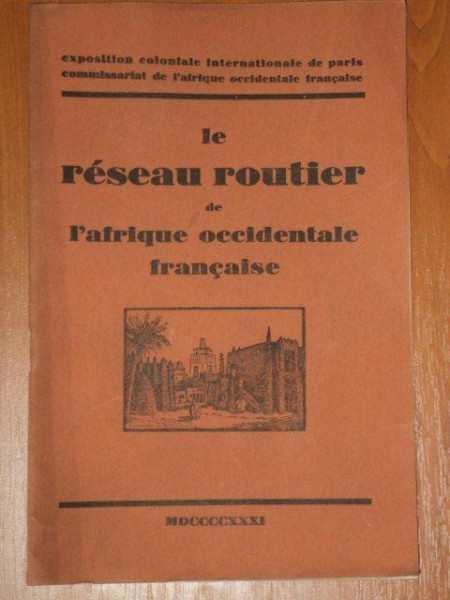 exposition coloniale internationale de paris
commissariat de l'afrique occidentale française
le
réseau routier
de
l'afrique occidentale
française
MDCCCCXXXI